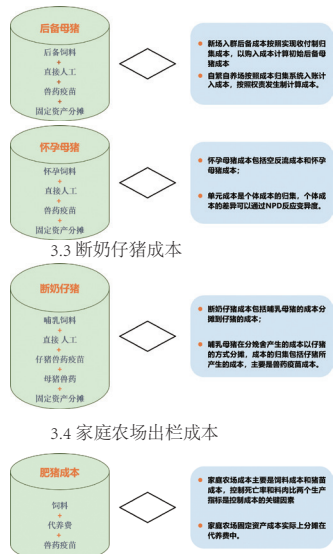 后备母猪
后备饲料
+
直接人工
+
兽药疫苗
+
固定资产分摊
● 新场入群后备成本按照实现收付制归
集成本，以购入成本计算初始后备母
猪成本
● 自繁自养场按照成本归集系统入账计
入成本，按照权责发生制计算成本。
怀孕母猪
怀孕饲料
+
直接人工
+
兽药疫苗
+
固定资产分摊
● 怀孕母猪成本包括空反流成本和怀孕
母猪成本；
● 单元成本是个体成本的归集，个体成
本的差异可以通过NPD反应变异度。
3.3 断奶仔猪成本
断奶仔猪
哺乳饲料
+
直接 人工
+
仔猪兽药疫苗
+
母猪兽药
+
固定资产分摊
● 断奶仔猪成本包括哺乳母猪的成本分
摊到仔猪的成本；
● 哺乳母猪在分娩舍产生的成本以仔猪
的方式分摊，成本的归集包括仔猪所
产生的成本，主要是兽药疫苗成本。
3.4 家庭农场出栏成本
肥猪成本
饲料
+
代养费
+
兽药疫苗
● 家庭农场成本主要是饲料成本和猪苗
成本，控制死亡率和料肉比两个生产
指标是控制成本的关键因素
● 家庭农场固定资产成本实际上分摊在
代养费中。